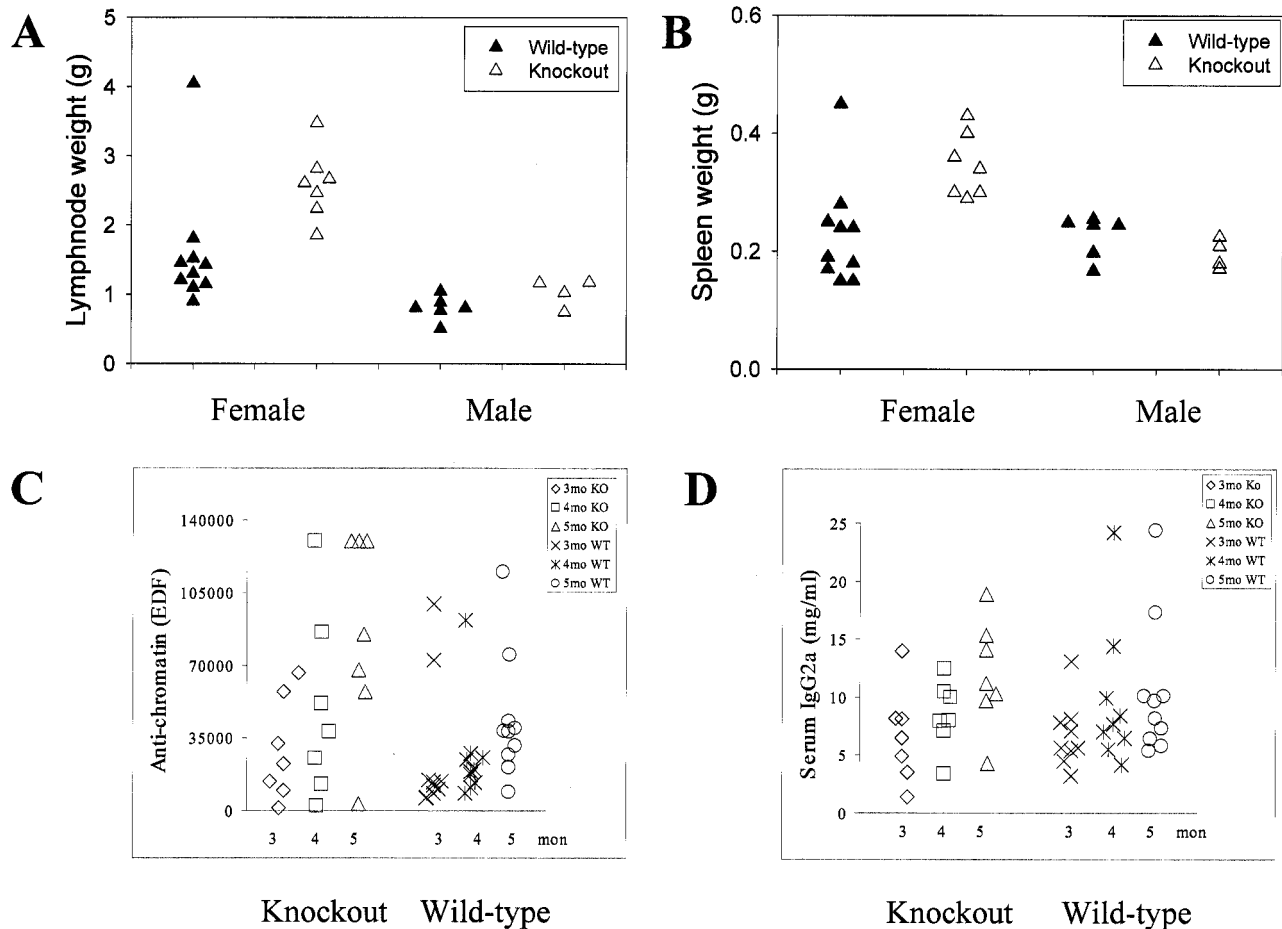 A
Lymphnode weight (g)
5
4
3
2
1
0
Wild-type
Knockout
Female
Male
B
Spleen weight (g)
0.6
0.4
0.2
0.0
Wild-type
Knockout
Female
Male
C
Anti-chromatin (EDF)
140000
105000
70000
35000
0
3mo KO
4mo KO
5mo KO
3mo WT
4mo WT
5mo WT
3 4 5 3 4 5 mon
Knockout Wild-type
D
Serum IgG2a (mg/ml)
25
20
15
10
5
0
3mo Ko
4mo KO
5mo KO
3mo WT
4mo WT
5mo WT
3 4 5 3 4 5 mon
Knockout Wild-type